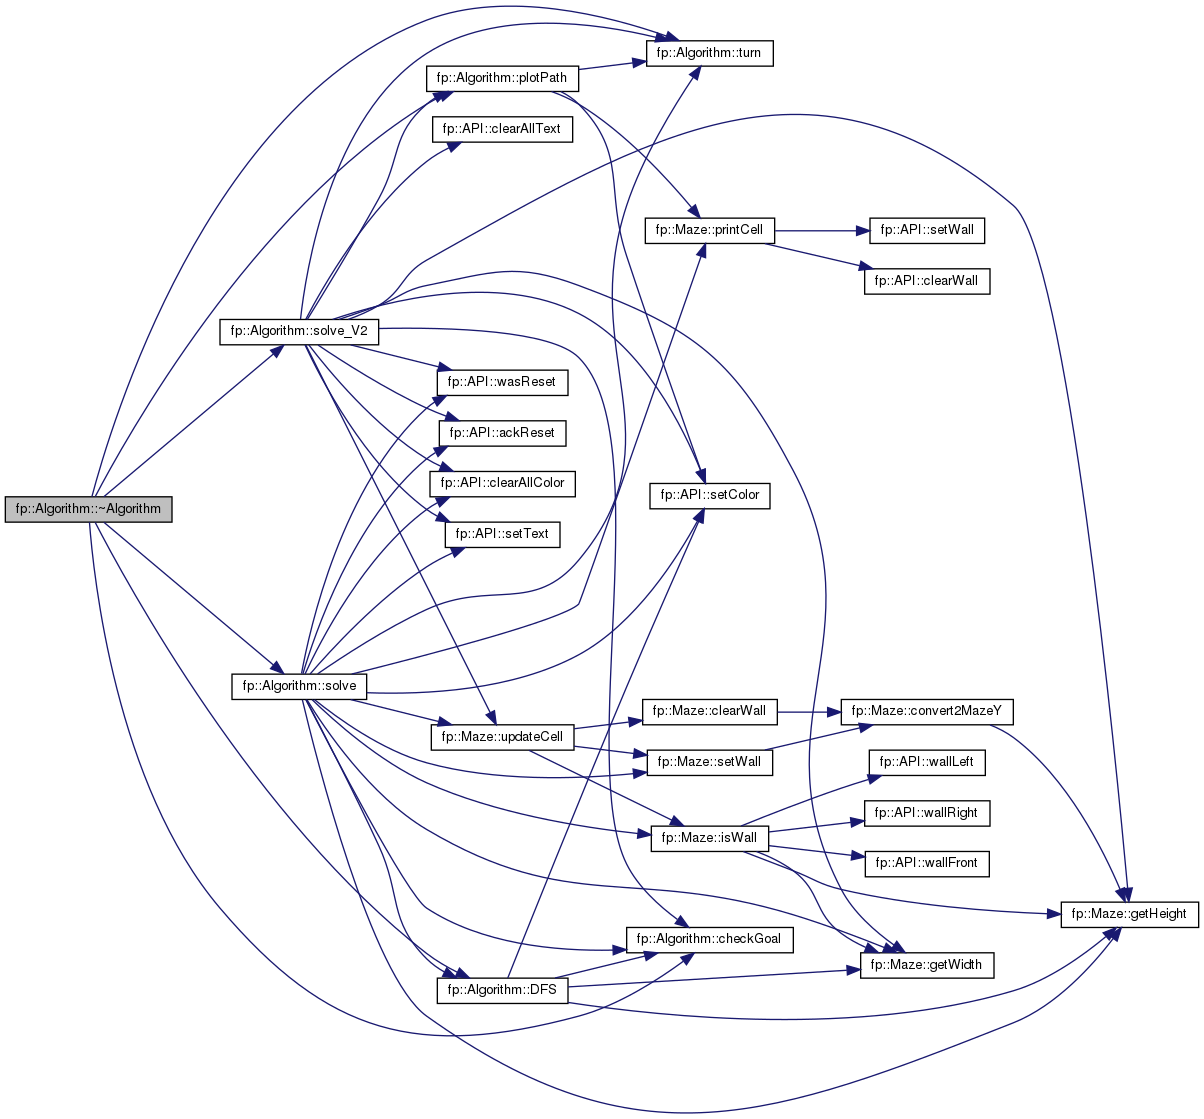 fp::Algorithm::turn
fp::Algorithm::plotPath
fp::API::clearAllText
fp::Maze::printCell
fp::API::setWall
fp::API::clearWall
fp::Algorithm::solve_V2
fp::API::wasReset
fp::API::ackReset
fp::API::clearAllColor
fp::API::setColor
fp::Algorithm::~Algorithm
fp::API::setText
fp::Algorithm::solve
fp::Maze::clearWall
fp::Maze::convert2MazeY
fp::Maze::updateCell
fp::Maze::setWall
fp::API::wallLeft
fp::API::wallRight
fp::Maze::isWall
fp::API::wallFront
fp::Maze::getHeight
fp::Algorithm::checkGoal
fp::Maze::getWidth
fp::Algorithm::DFS